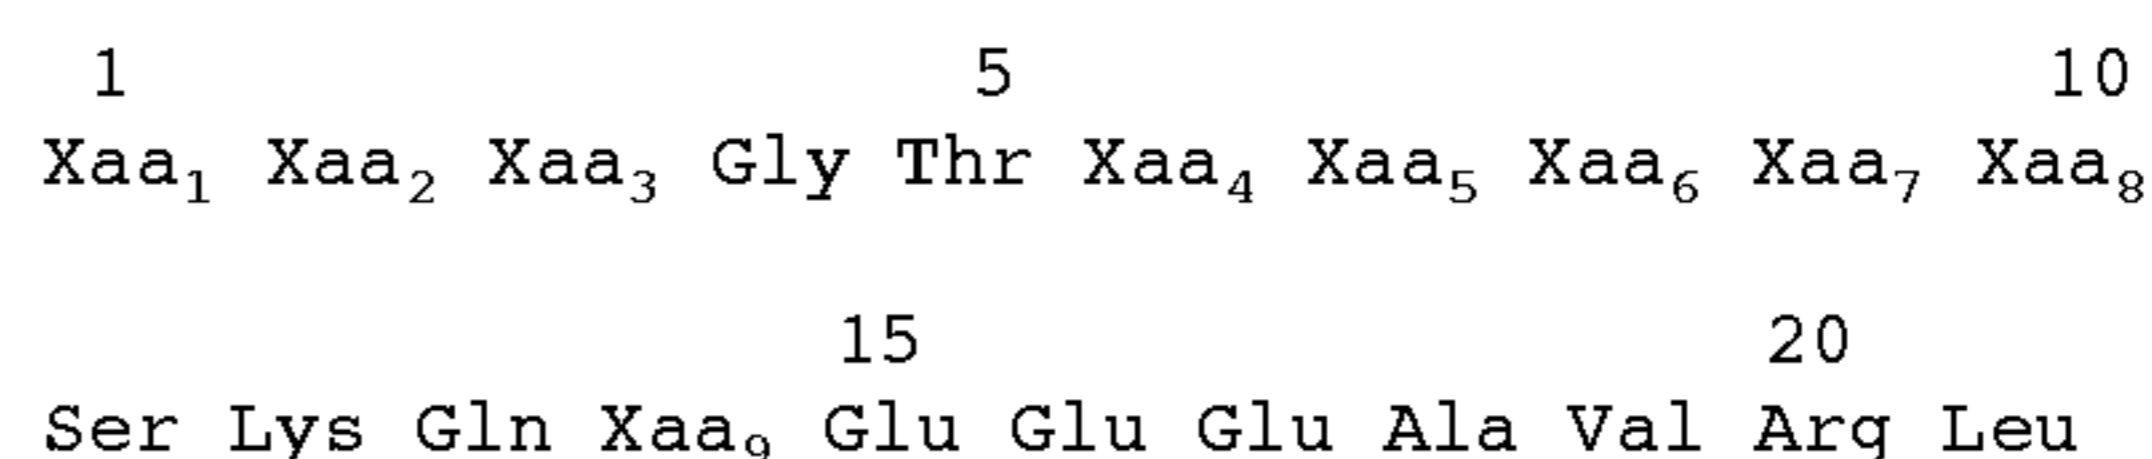 1 5 10
Xaa₁ Xaa₂ Xaa₃ Gly Thr Xaa₄ Xaa₅ Xaa₆ Xaa₇ Xaa₈
15 20
Ser Lys Gln Xaa₉ Glu Glu Glu Ala Val Arg Leu